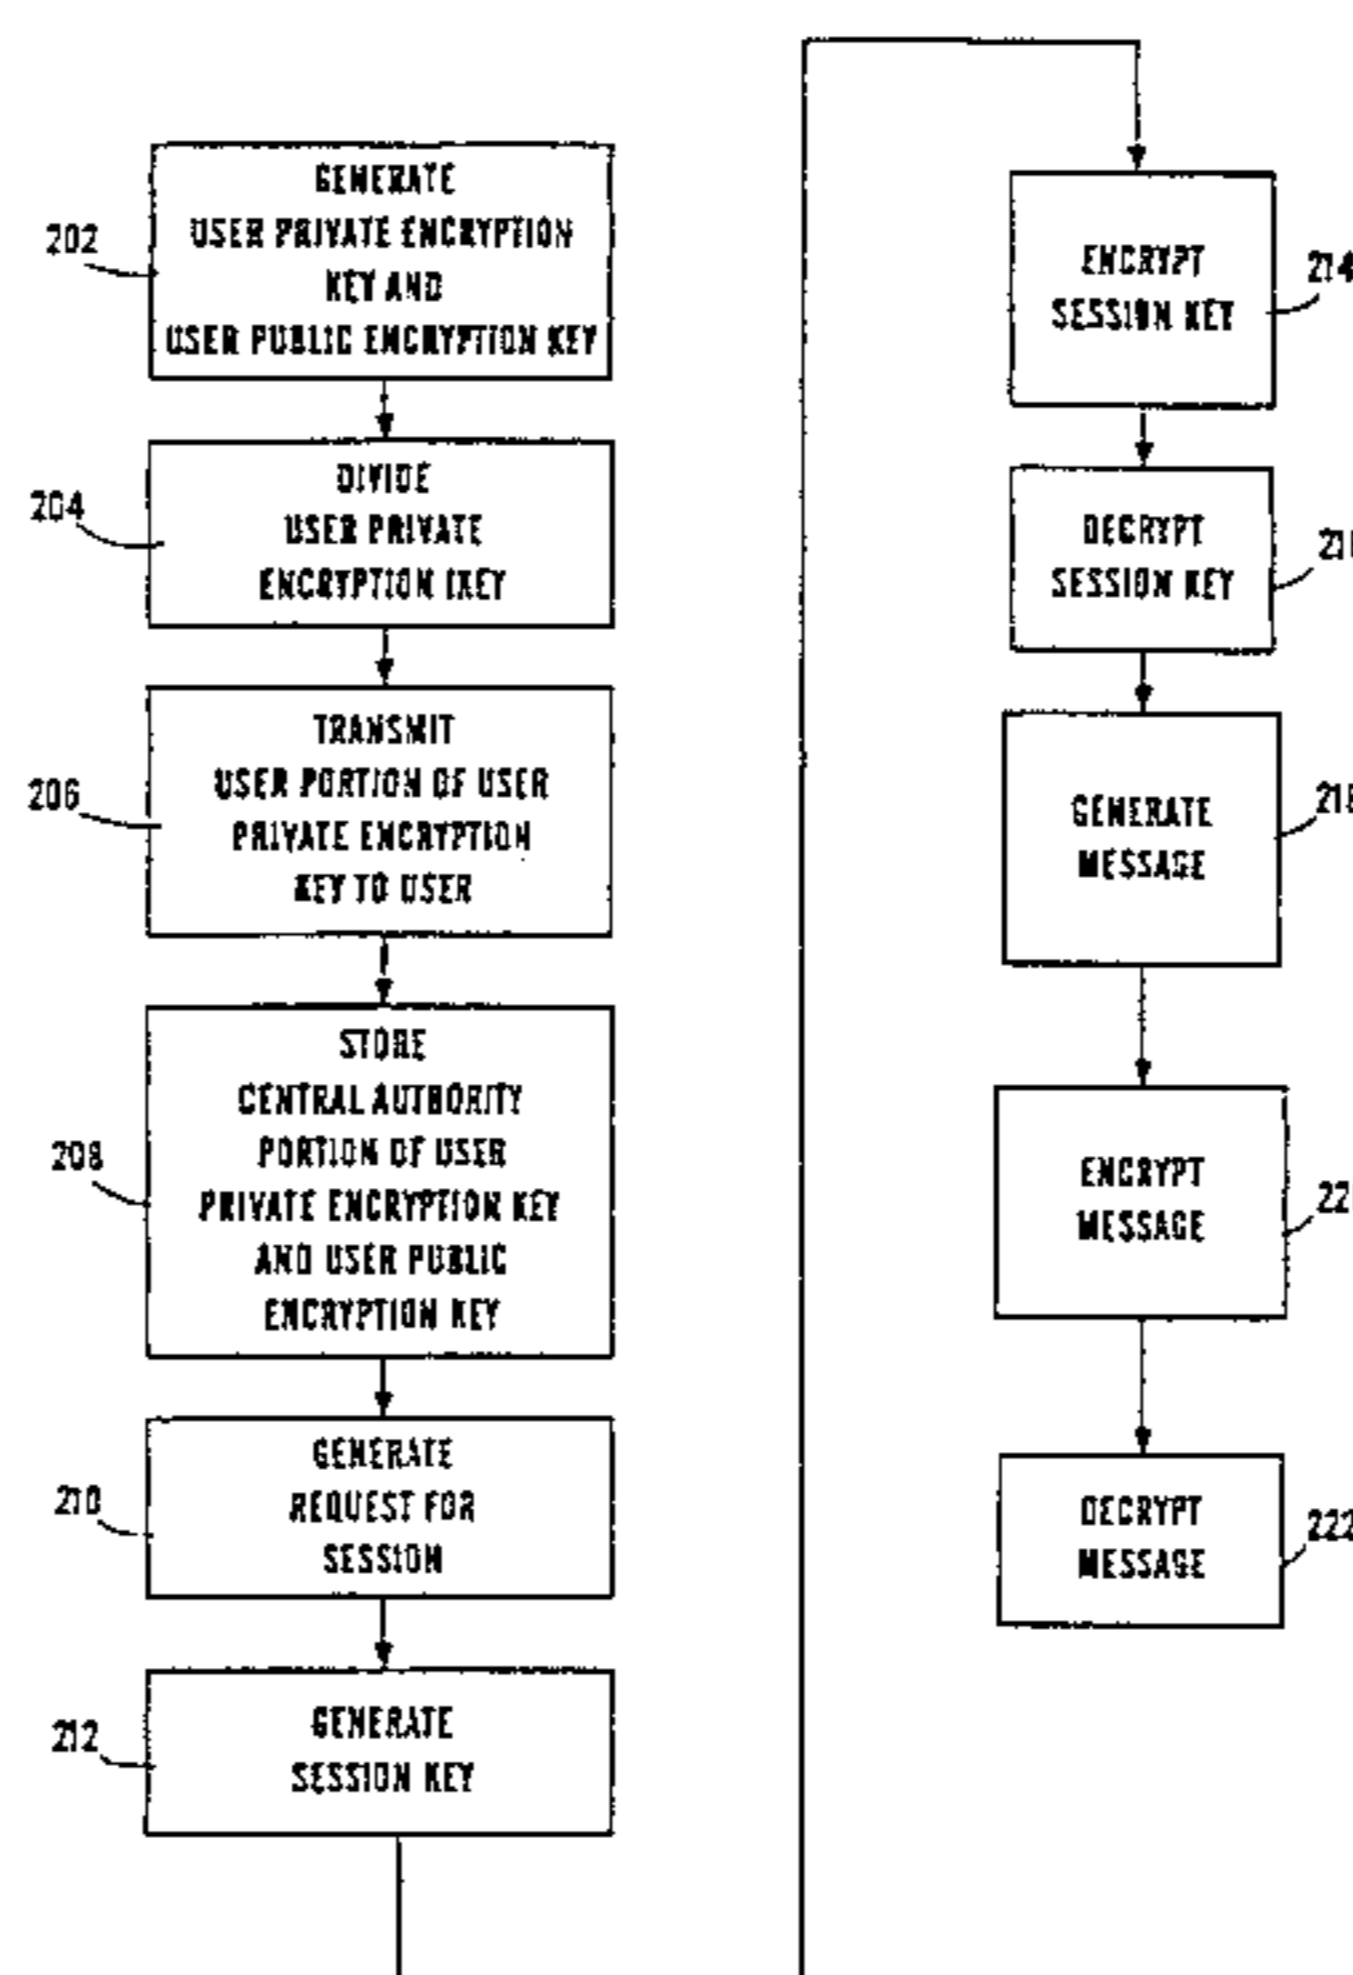 GENERATE
USER PRIVATE ENCRYPTION
KEY AND
USER PUBLIC ENCRYPTION KEY
202
DIVIDE
USER PRIVATE
ENCRYPTION IKEY
204
TRANSMIT
USER PORTION OF USER
PRIVATE ENCRYPTION
KEY TO USER
206
STORE
CENTRAL AUTHORITY
PORTION OF USER
PRIVATE ENCRYPTION KEY
AND USER PUBLIC
ENCRYPTION KEY
208
GENERATE
REQUEST FOR
SESSION
210
GENERATE
SESSION KEY
212
ENCRYPT
SESSION KEY
214
DECRYPT
SESSION KEY
GENERATE
MESSAGE
218
ENCRYPT
MESSAGE
DECRYPT
MESSAGE
222